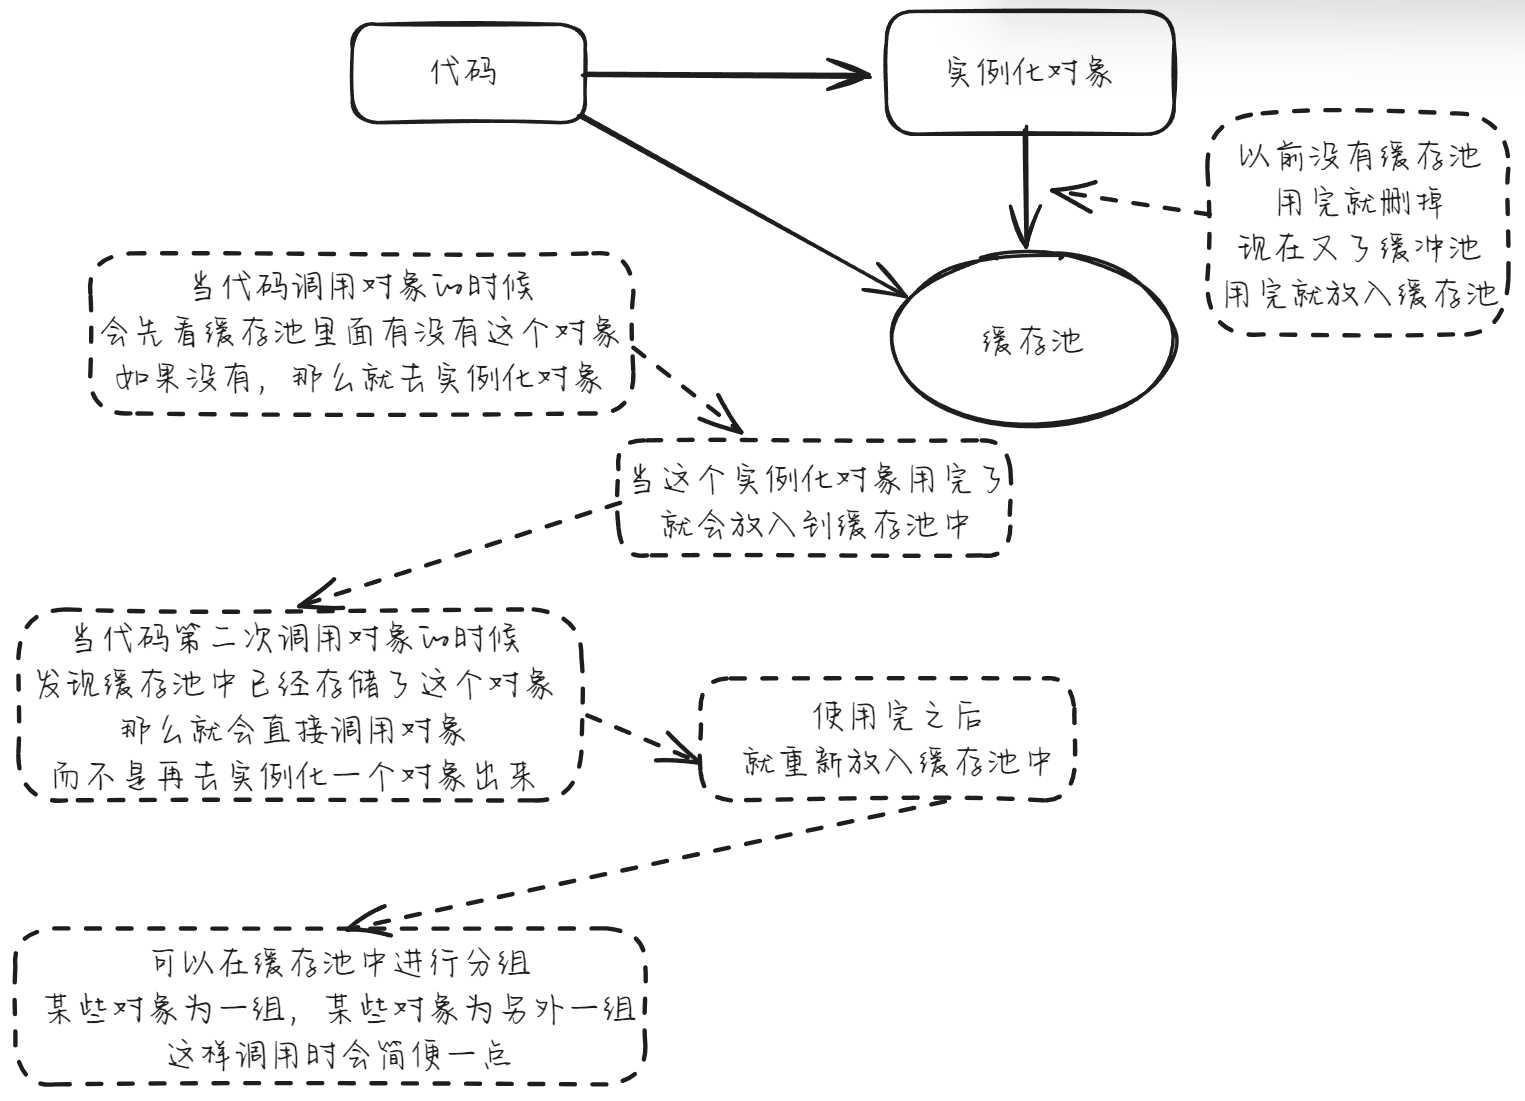 代码
实例化对象
以前没有缓存池
用完就删掉
现在又了缓冲池
用完就放入缓存池
缓存池
当代码调用对象的时候
会先看缓存池里面有没有这个对象
如果没有，那么就去实例化对象
当这个实例化对象用完了
就会放入到缓存池中
当代码第二次调用对象的时候
发现缓存池中已经存储了这个对象
那么就会直接调用对象
而不是再去实例化一个对象出来
使用完之后
就重新放入缓存池中
可以在缓存池中进行分组
某些对象为一组，某些对象为另外一组
这样调用时会简便一点